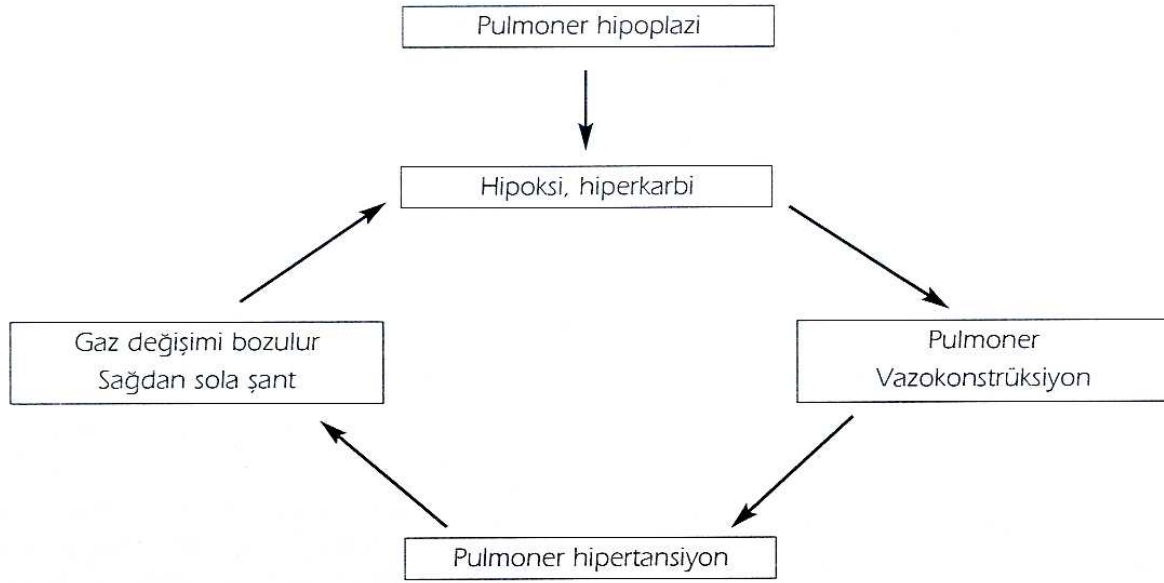 Pulmoner hipoplazi
Hipoksi, hiperkarbi
Gaz değişimi bozulur
Sağdan sola şant
Pulmoner
Vazokonstrüksiyon
Pulmoner hipertansiyon